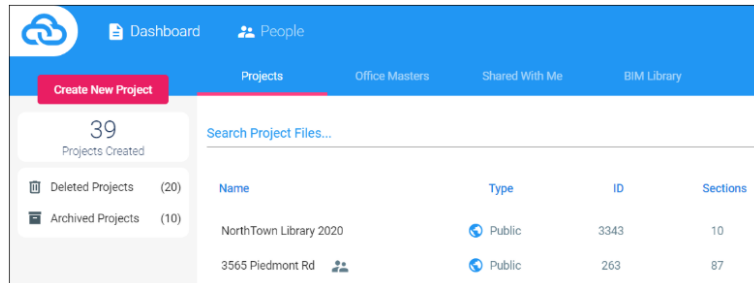 Dashboard People
Projects Office Masters Shared With Me BIM Library
Create New Project
39
Projects Created
Search Project Files...
Deleted Projects (20)
Archived Projects (10)
Name Type ID Sections
NorthTown Library 2020 Public 3343 10
3565 Piedmont Rd Public 263 87